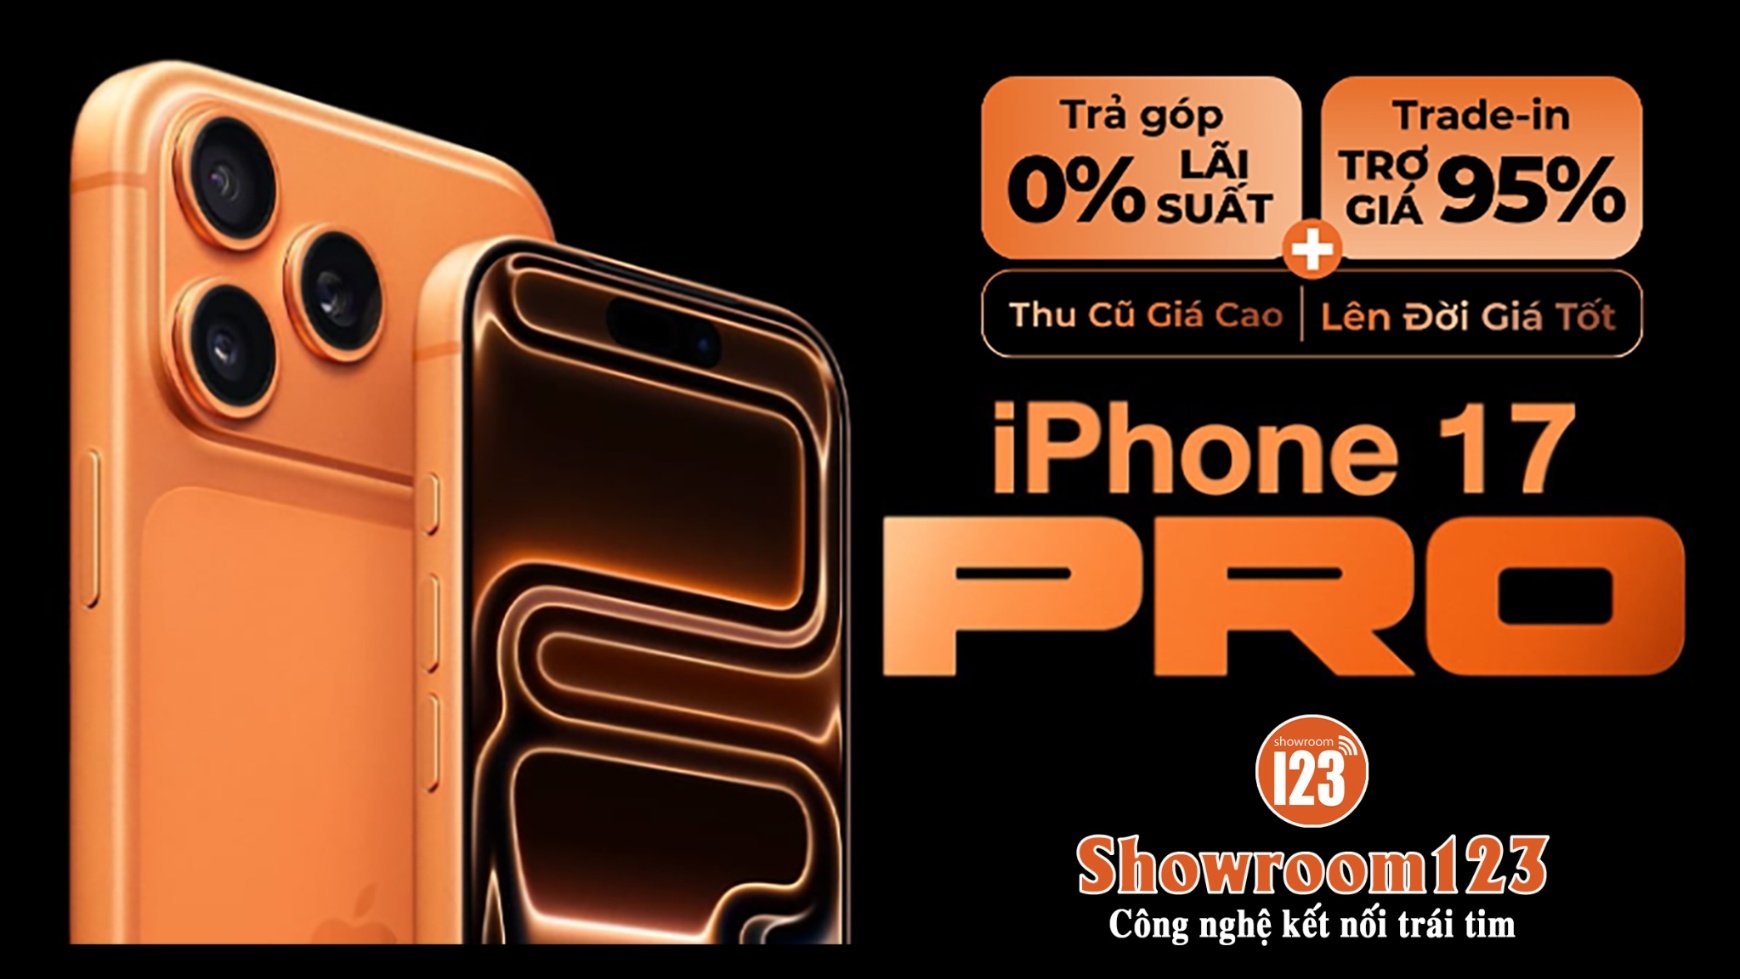 Trả góp
0% LÃI SUẤT
Trade-in
TRỢ GIÁ 95%
+
Thu Cũ Giá Cao | Lên Đời Giá Tốt
iPhone 17
PRO
showroom
123
Showroom123
Công nghệ kết nối trái tim